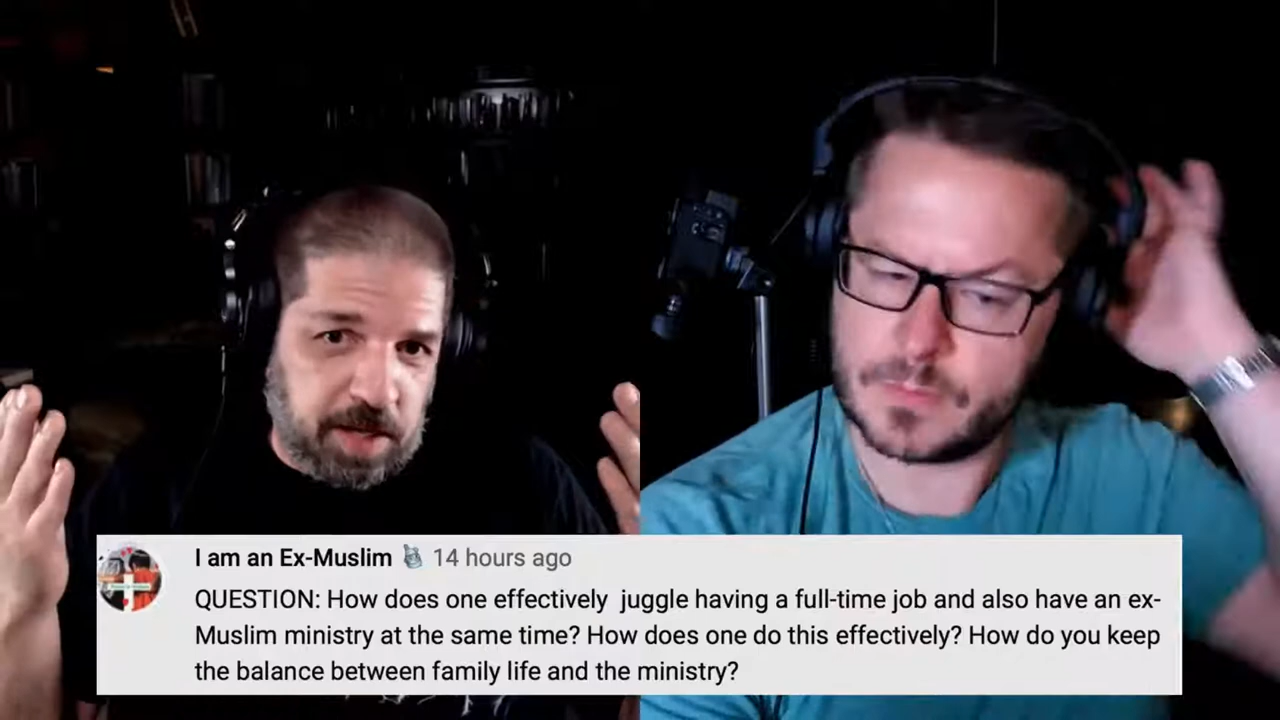 I am an Ex-Muslim 14 hours ago
QUESTION: How does one effectively juggle having a full-time job and also have an ex-
Muslim ministry at the same time? How does one do this effectively? How do you keep
the balance between family life and the ministry?